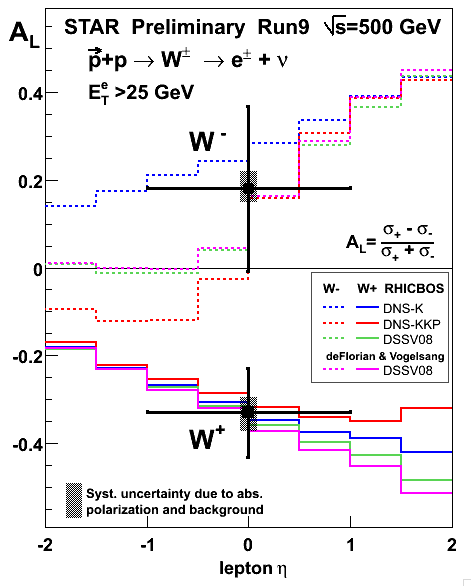 STAR Preliminary Run9 √s=500 GeV
A_L
p⃗+p → W^± → e^± + ν
E_T^e >25 GeV
0.4
W^-
0.2
A_L = (σ_+ - σ_-)/(σ_+ + σ_-)
0
W- W+ RHICBOS
DNS-K
DNS-KKP
DSSV08
deFlorian & Vogelsang
DSSV08
-0.2
-0.4
W^+
Syst. uncertainty due to abs.
polarization and background
-2 -1 0 1 2
lepton η